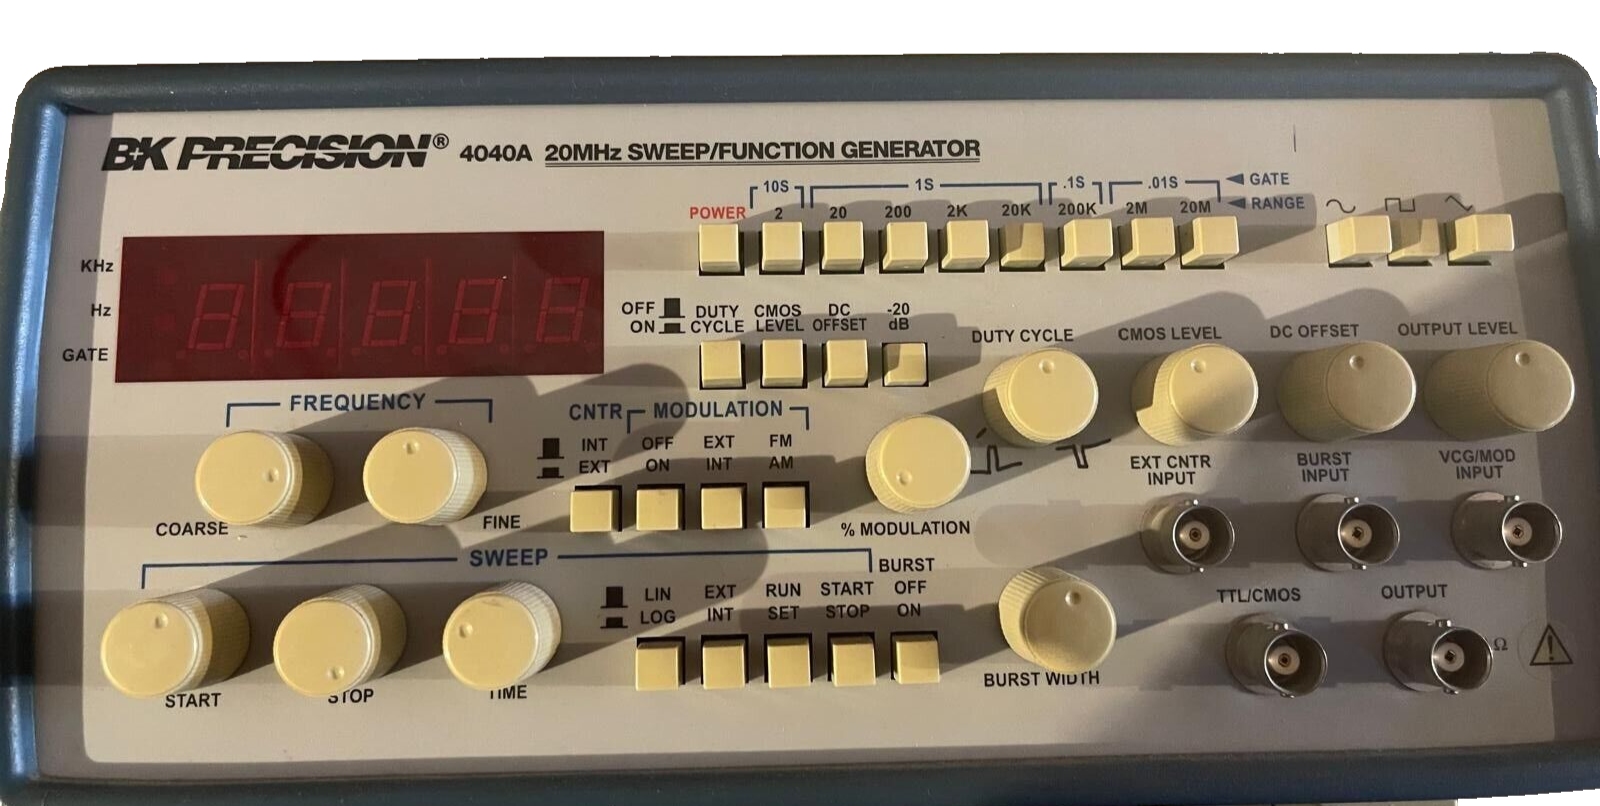 BK PRECISION® 4040A 20MHz SWEEP/FUNCTION GENERATOR
10S 1S .1S .01S GATE
POWER 2 20 200 2K 20K 200K 2M 20M RANGE
KHz
Hz
GATE
OFF
ON
DUTY CYCLE
CMOS LEVEL
DC OFFSET
-20 dB
DUTY CYCLE
CMOS LEVEL
DC OFFSET
OUTPUT LEVEL
FREQUENCY
COARSE
FINE
CNTR MODULATION
INT OFF EXT FM
EXT ON INT AM
% MODULATION
EXT CNTR INPUT
BURST INPUT
VCG/MOD INPUT
SWEEP
START
STOP
TIME
BURST
LIN EXT RUN START OFF
LOG INT SET STOP ON
BURST WIDTH
TTL/CMOS
OUTPUT
Ω